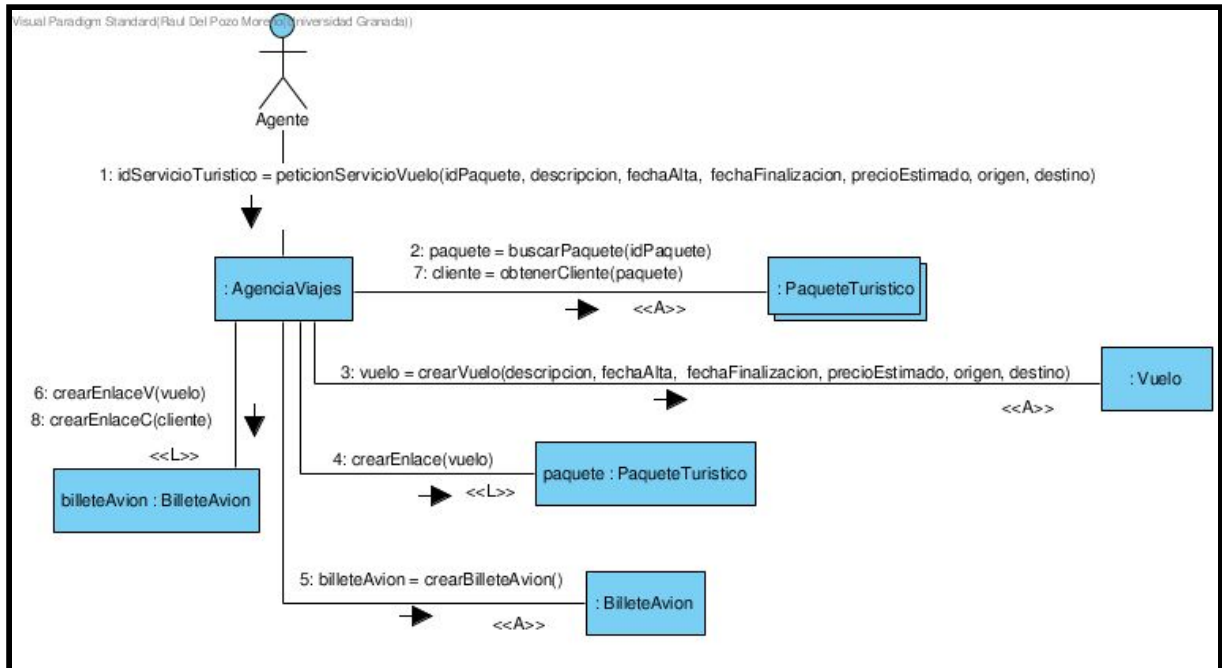 Visual Paradigm Standard(Raul Del Pozo Moreno(Universidad Granada))
Agente
1: idServicioTuristico = peticionServicioVuelo(idPaquete, descripcion, fechaAlta, fechaFinalizacion, precioEstimado, origen, destino)
2: paquete = buscarPaquete(idPaquete)
7: cliente = obtenerCliente(paquete)
: AgenciaViajes
: PaqueteTuristico
<<A>>
3: vuelo = crearVuelo(descripcion, fechaAlta, fechaFinalizacion, precioEstimado, origen, destino)
: Vuelo
<<A>>
6: crearEnlaceV(vuelo)
8: crearEnlaceC(cliente)
<<L>>
billeteAvion : BilleteAvion
4: crearEnlace(vuelo)
<<L>>
paquete : PaqueteTuristico
5: billeteAvion = crearBilleteAvion()
<<A>>
: BilleteAvion